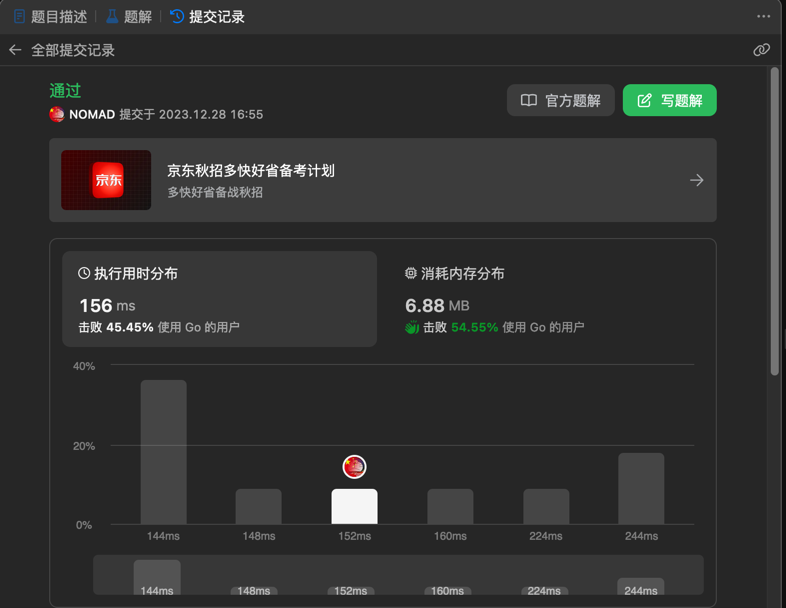 题目描述 | 题解 | 提交记录
全部提交记录
通过
NOMAD 提交于 2023.12.28 16:55
官方题解
写题解
京东
京东秋招多快好省备考计划
多快好省备战秋招
执行用时分布
156 ms
击败 45.45% 使用 Go 的用户
消耗内存分布
6.88 MB
击败 54.55% 使用 Go 的用户
40%
20%
0%
144ms 148ms 152ms 160ms 224ms 244ms
144ms 148ms 152ms 160ms 224ms 244ms